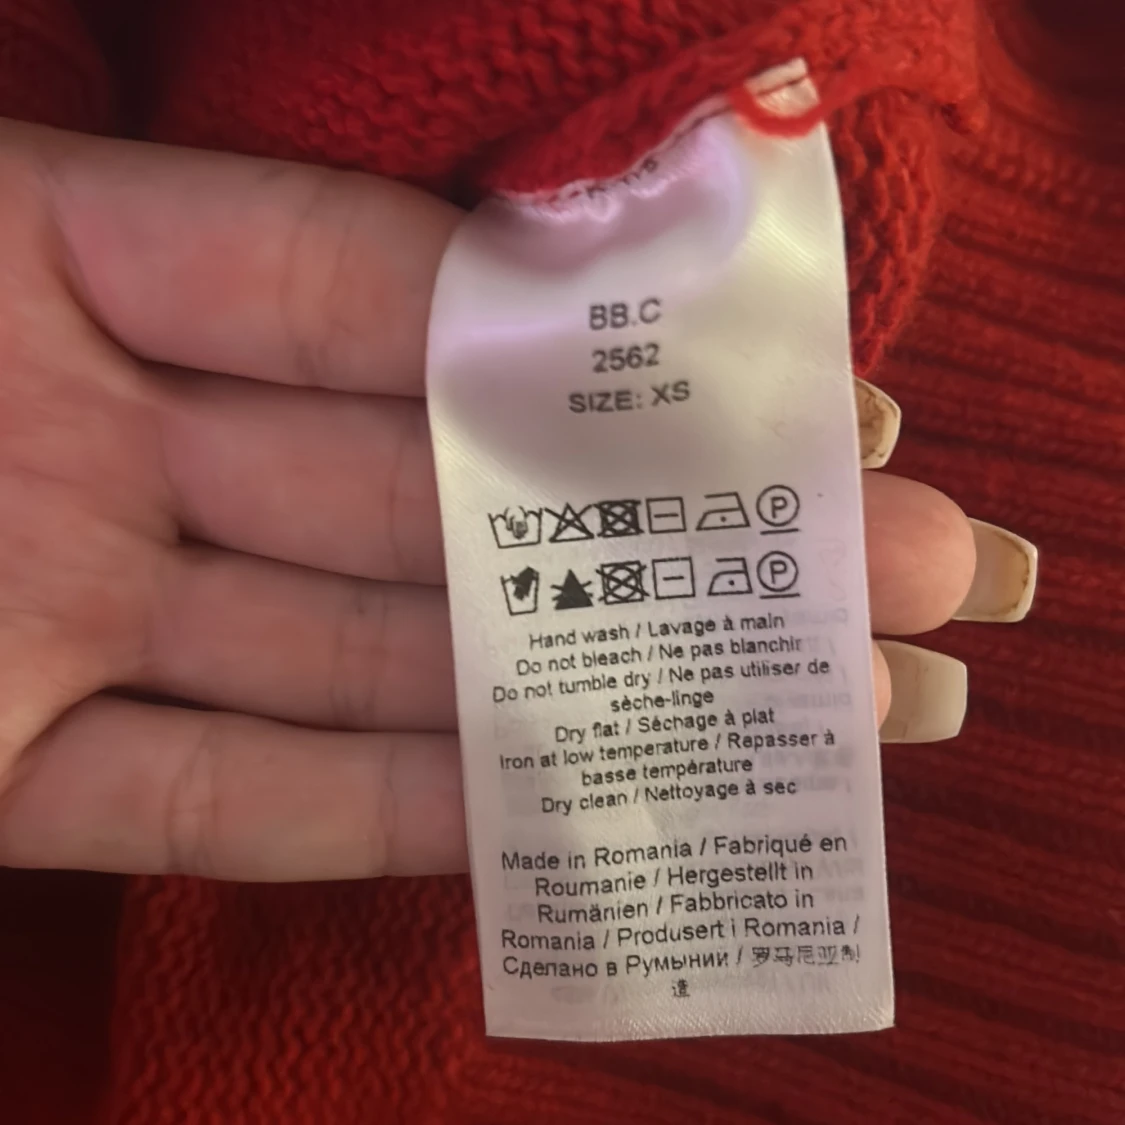 BB.C
2562
SIZE: XS
P
P
Hand wash / Lavage à main
Do not bleach / Ne pas blanchir
Do not tumble dry / Ne pas utiliser de
sèche-linge
Dry flat / Séchage à plat
Iron at low temperature / Repasser à
basse température
Dry clean / Nettoyage à sec
Made in Romania / Fabriqué en
Roumanie / Hergestellt in
Rumänien / Fabbricato in
Romania / Produsert i Romania /
Сделано в Румынии / 罗马尼亚制
造